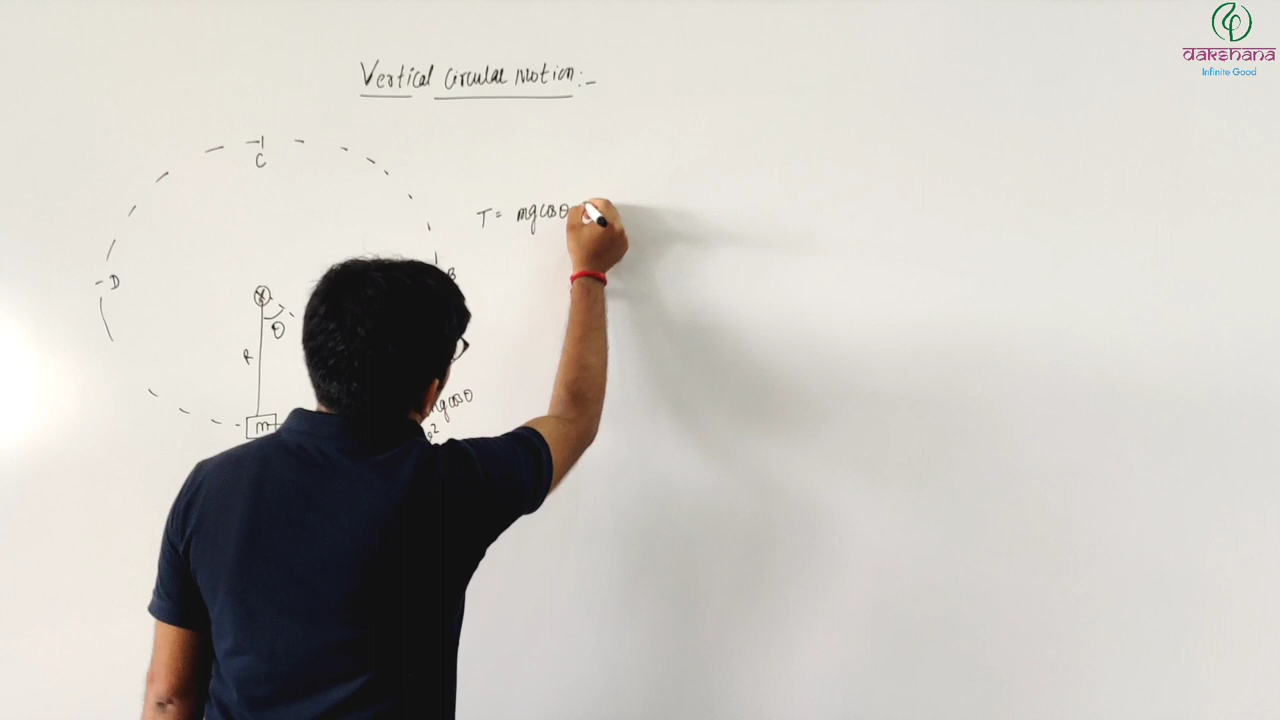 dakshana
Infinite Good
Vertical Circular Motion:-
C
T = mg cosθ
D
B
θ
R
mg cosθ
m